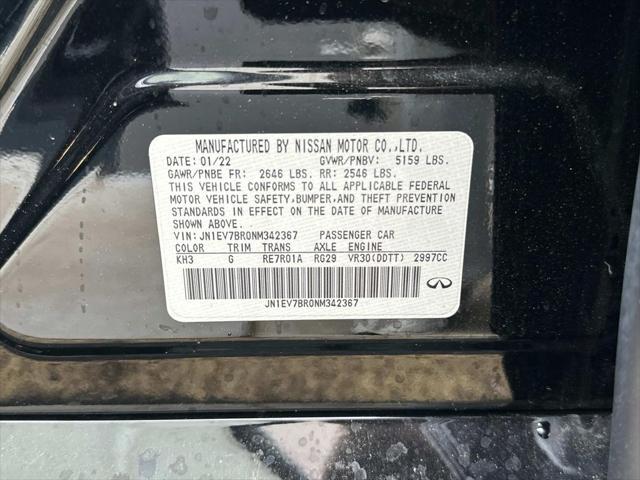 MANUFACTURED BY NISSAN MOTOR CO.,LTD.
DATE: 01/22 GVWR/PNBV: 5159 LBS.
GAWR/PNBE FR: 2646 LBS. RR: 2546 LBS.
THIS VEHICLE CONFORMS TO ALL APPLICABLE FEDERAL
MOTOR VEHICLE SAFETY,BUMPER,AND THEFT PREVENTION
STANDARDS IN EFFECT ON THE DATE OF MANUFACTURE
SHOWN ABOVE.
VIN: JN1EV7BR0NM342367 PASSENGER CAR
COLOR TRIM TRANS AXLE ENGINE
KH3 G RE7R01A RG29 VR30(DDTT) 2997CC
JN1EV7BR0NM342367